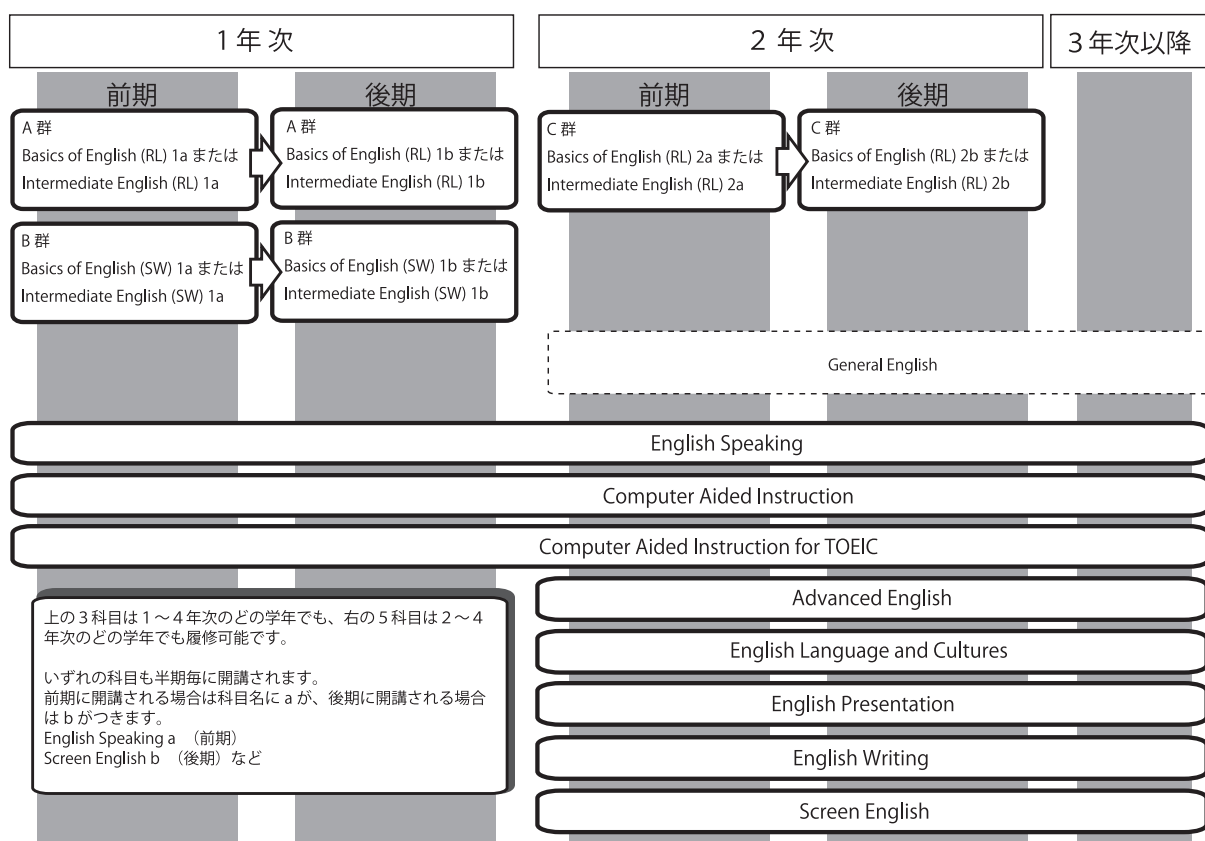 1 年 次
2 年 次
3 年次以降
前期
後期
前期
後期
A 群
Basics of English (RL) 1a または
Intermediate English (RL) 1a
A 群
Basics of English (RL) 1b または
Intermediate English (RL) 1b
C 群
Basics of English (RL) 2a または
Intermediate English (RL) 2a
C 群
Basics of English (RL) 2b または
Intermediate English (RL) 2b
B 群
Basics of English (SW) 1a または
Intermediate English (SW) 1a
B 群
Basics of English (SW) 1b または
Intermediate English (SW) 1b
General English
English Speaking
Computer Aided Instruction
Computer Aided Instruction for TOEIC
上の 3 科目は 1 ～ 4 年次のどの学年でも、右の 5 科目は 2 ～ 4
年次のどの学年でも履修可能です。
いずれの科目も半期毎に開講されます。
前期に開講される場合は科目名に a が、後期に開講される場合
は b がつきます。
English Speaking a （前期）
Screen English b （後期）など
Advanced English
English Language and Cultures
English Presentation
English Writing
Screen English